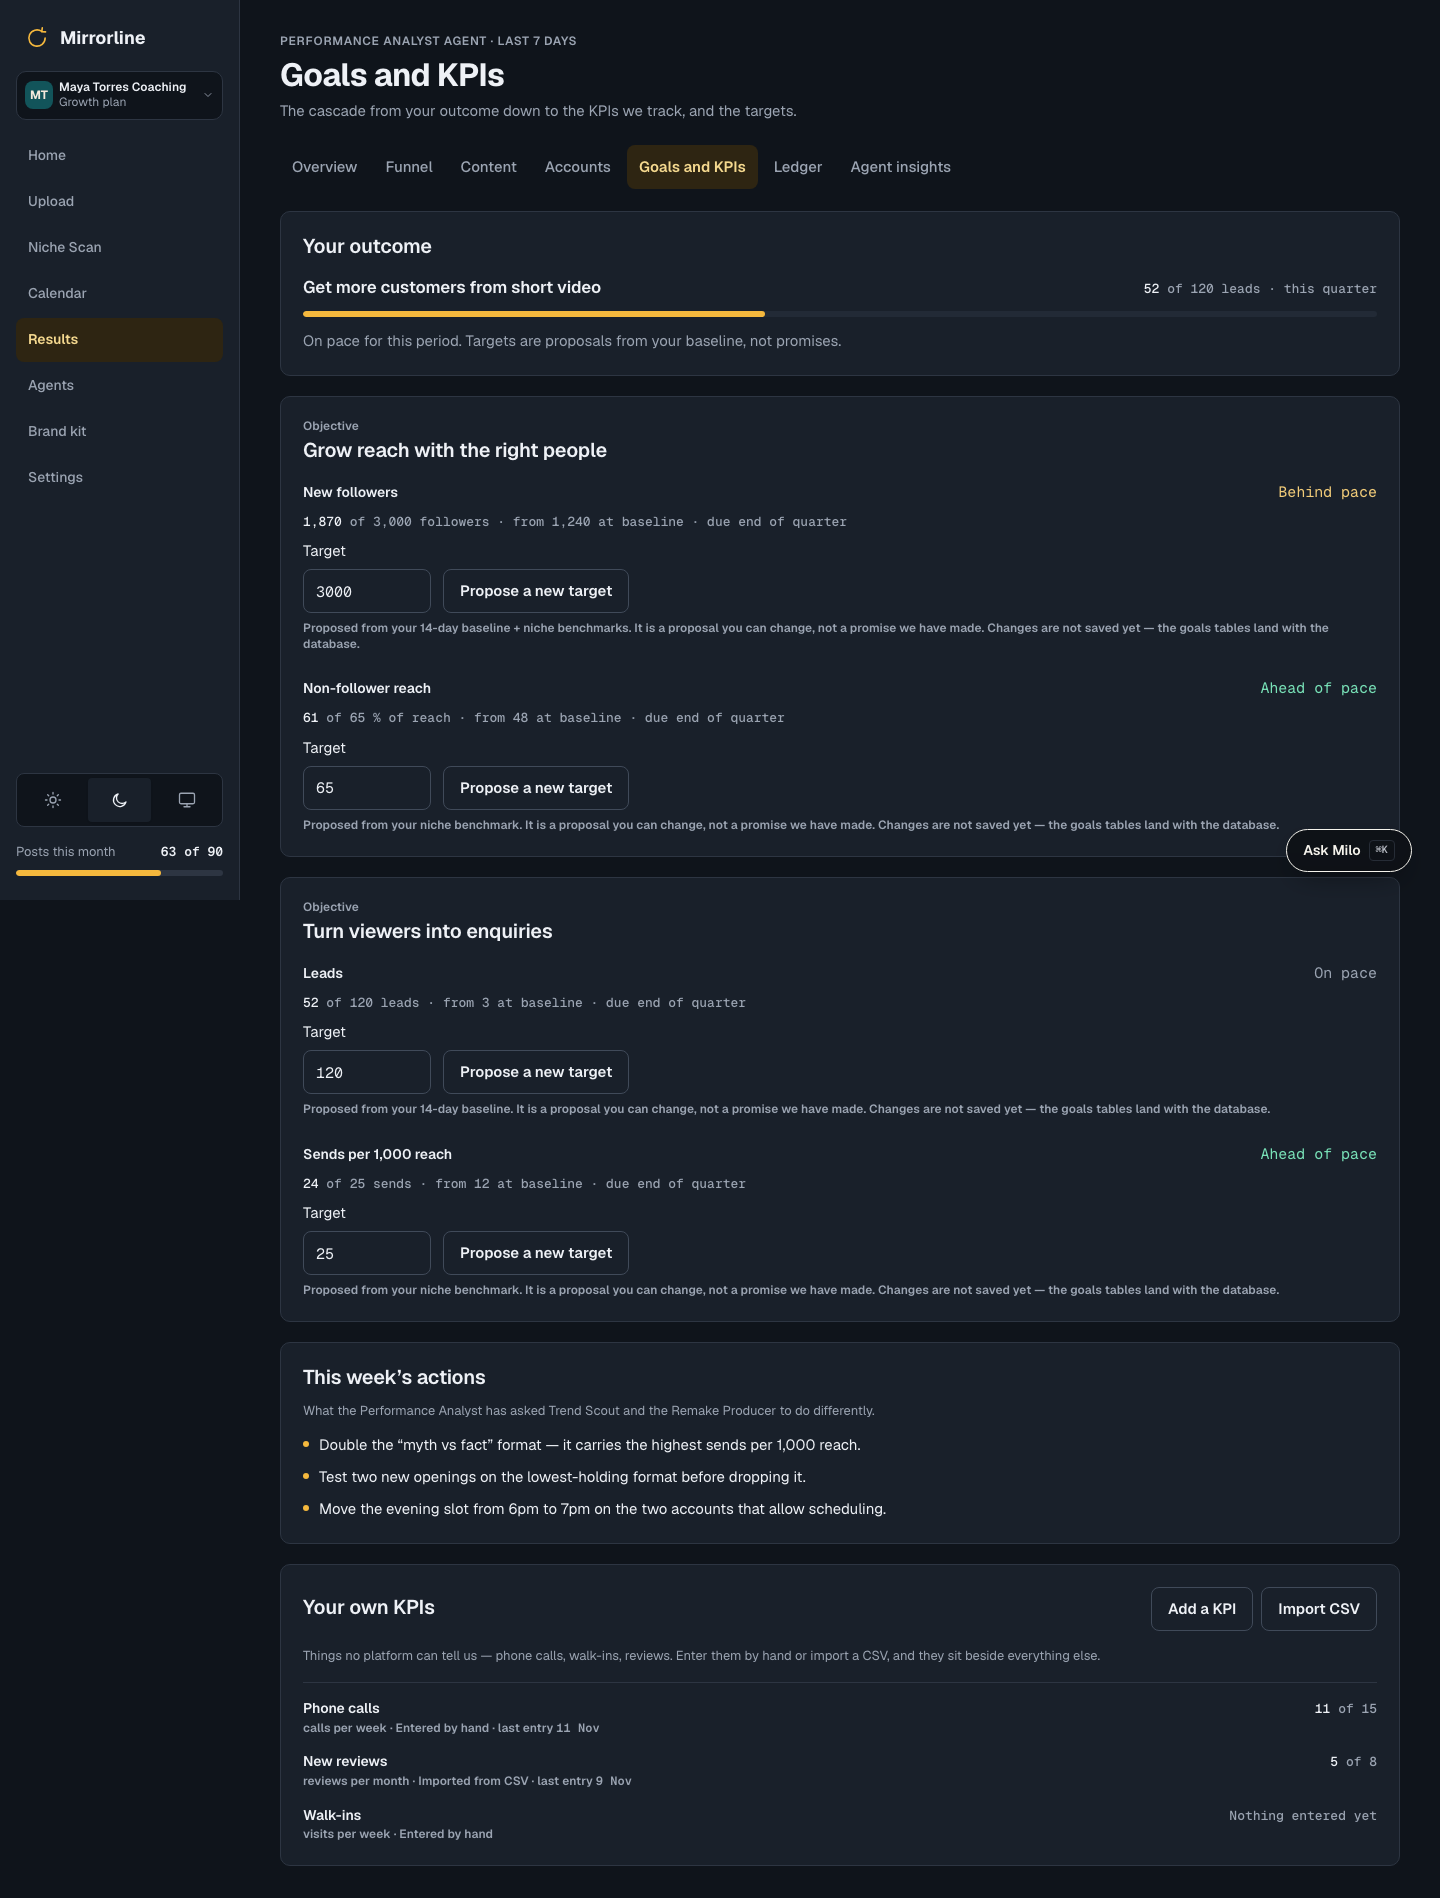 Mirrorline
MT
Maya Torres Coaching
Growth plan
Home
Upload
Niche Scan
Calendar
Results
Agents
Brand kit
Settings
Posts this month
63 of 90
PERFORMANCE ANALYST AGENT · LAST 7 DAYS
Goals and KPIs
The cascade from your outcome down to the KPIs we track, and the targets.
Overview
Funnel
Content
Accounts
Goals and KPIs
Ledger
Agent insights
Your outcome
Get more customers from short video
52 of 120 leads · this quarter
On pace for this period. Targets are proposals from your baseline, not promises.
Objective
Grow reach with the right people
New followers
Behind pace
1,870 of 3,000 followers · from 1,240 at baseline · due end of quarter
Target
3000
Propose a new target
Proposed from your 14-day baseline + niche benchmarks. It is a proposal you can change, not a promise we have made. Changes are not saved yet — the goals tables land with the
database.
Non-follower reach
Ahead of pace
61 of 65 % of reach · from 48 at baseline · due end of quarter
Target
65
Propose a new target
Proposed from your niche benchmark. It is a proposal you can change, not a promise we have made. Changes are not saved yet — the goals tables land with the database.
Ask Milo ⌘K
Objective
Turn viewers into enquiries
Leads
On pace
52 of 120 leads · from 3 at baseline · due end of quarter
Target
120
Propose a new target
Proposed from your 14-day baseline. It is a proposal you can change, not a promise we have made. Changes are not saved yet — the goals tables land with the database.
Sends per 1,000 reach
Ahead of pace
24 of 25 sends · from 12 at baseline · due end of quarter
Target
25
Propose a new target
Proposed from your niche benchmark. It is a proposal you can change, not a promise we have made. Changes are not saved yet — the goals tables land with the database.
This week’s actions
What the Performance Analyst has asked Trend Scout and the Remake Producer to do differently.
Double the “myth vs fact” format — it carries the highest sends per 1,000 reach.
Test two new openings on the lowest-holding format before dropping it.
Move the evening slot from 6pm to 7pm on the two accounts that allow scheduling.
Your own KPIs
Add a KPI
Import CSV
Things no platform can tell us — phone calls, walk-ins, reviews. Enter them by hand or import a CSV, and they sit beside everything else.
Phone calls
11 of 15
calls per week · Entered by hand · last entry 11 Nov
New reviews
5 of 8
reviews per month · Imported from CSV · last entry 9 Nov
Walk-ins
Nothing entered yet
visits per week · Entered by hand